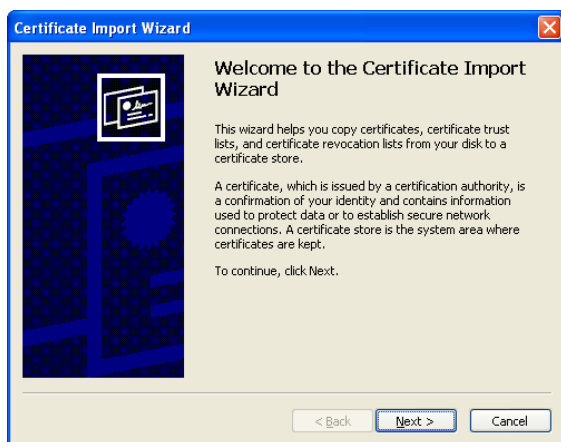 Certificate Import Wizard
Welcome to the Certificate Import
Wizard
This wizard helps you copy certificates, certificate trust
lists, and certificate revocation lists from your disk to a
certificate store.
A certificate, which is issued by a certification authority, is
a confirmation of your identity and contains information
used to protect data or to establish secure network
connections. A certificate store is the system area where
certificates are kept.
To continue, click Next.
< Back Next > Cancel